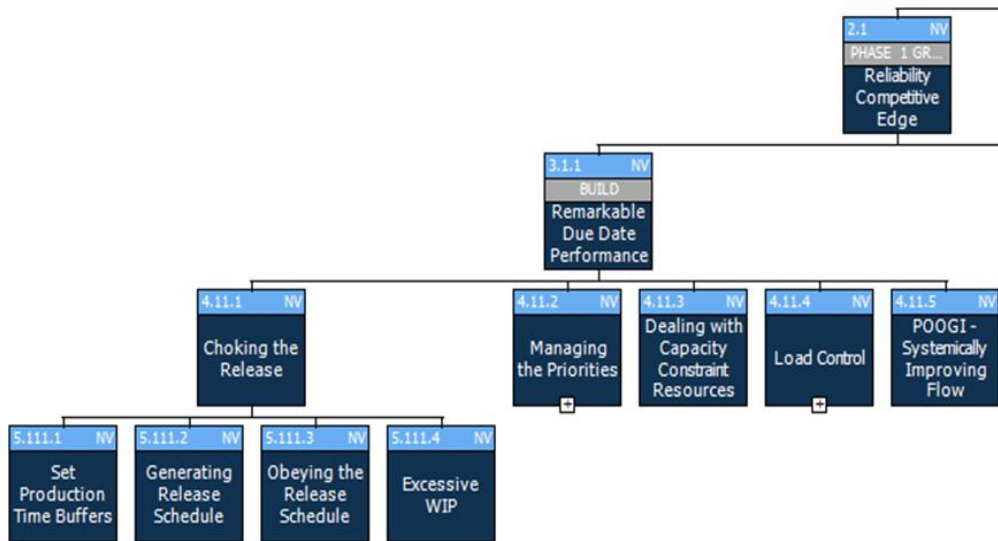 2.1 NV
PHASE 1 GR...
Reliability
Competitive
Edge
3.1.1 NV
BUILD
Remarkable
Due Date
Performance
4.11.1 NV
Choking the
Release
4.11.2 NV
Managing
the Priorities
+
4.11.3 NV
Dealing with
Capacity
Constraint
Resources
4.11.4 NV
Load Control
+
4.11.5 NV
POOGI -
Systemically
Improving
Flow
5.111.1 NV
Set
Production
Time Buffers
5.111.2 NV
Generating
Release
Schedule
5.111.3 NV
Obeying the
Release
Schedule
5.111.4 NV
Excessive
WIP